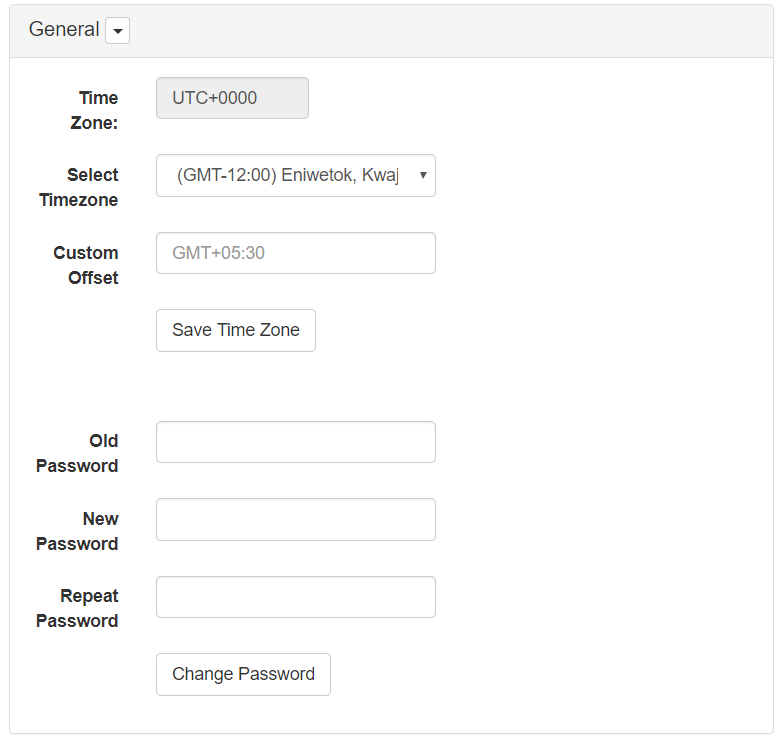 General
Time
Zone:
UTC+0000
Select
Timezone
(GMT-12:00) Eniwetok, Kwaj
Custom
Offset
GMT+05:30
Save Time Zone
Old
Password
New
Password
Repeat
Password
Change Password